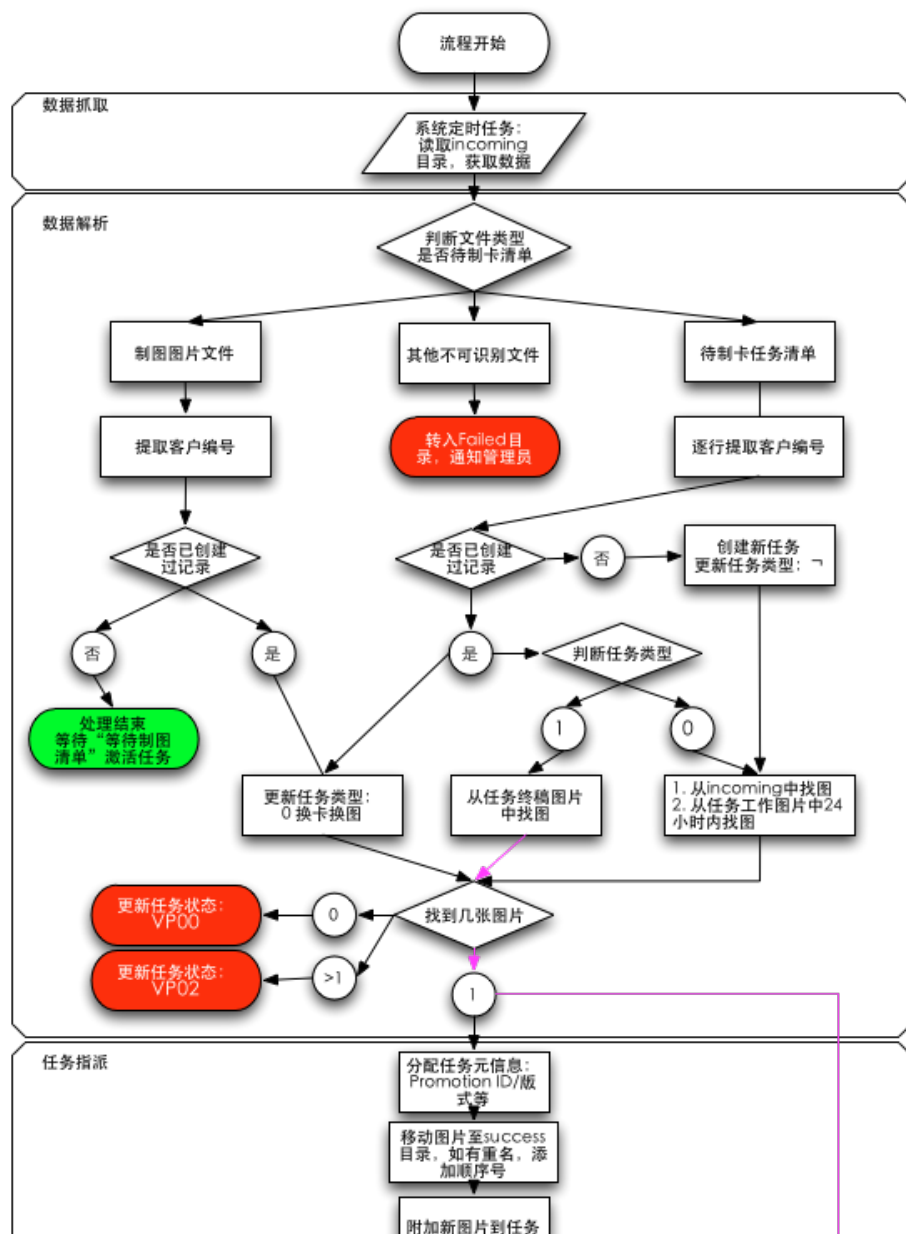 流程开始
数据抓取
系统定时任务：
读取incoming
目录，获取数据
数据解析
判断文件类型
是否待制卡清单
制图图片文件
其他不可识别文件
待制卡任务清单
提取客户编号
转入Failed目
录，通知管理员
逐行提取客户编号
是否已创建
过记录
是否已创建
过记录
否
创建新任务
更新任务类型：¬
否
是
是
判断任务类型
处理结束
等待“等待制图
清单”激活任务
1
0
更新任务类型：
0 换卡换图
从任务终稿图片
中找图
1. 从incoming中找图
2. 从任务工作图片中24
小时内找图
更新任务状态：
VP00
0
找到几张图片
更新任务状态：
VP02
>1
1
任务指派
分配任务元信息：
Promotion ID/版
式等
移动图片至success
目录，如有重名，添
加顺序号
附加新图片到任务